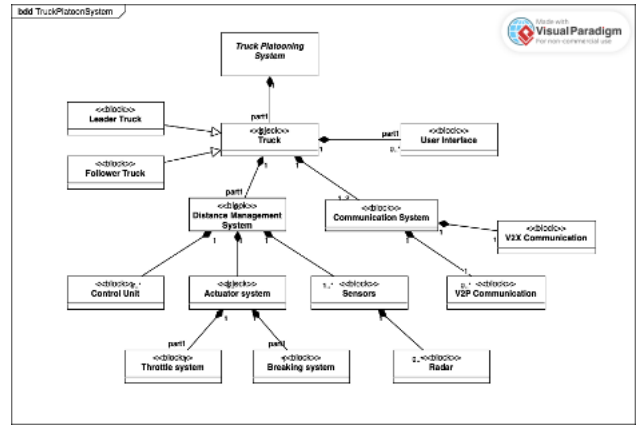 bdd TruckPlatoonSystem
Made with
Visual Paradigm
For non-commercial use
Truck Platooning
System
1
part1
<<block>>
Leader Truck
<<block>>
Truck
1
part1
0..*
<<block>>
User Interface
<<block>>
Follower Truck
1
1
part1
<<block>>
Distance Management
System
1
1
1
<<block>>
Communication System
1
1
1
<<block>>
V2X Communication
<<block>>
Control Unit
<<block>>
Actuator system
1
1
1..*
<<block>>
Sensors
1
0..*
<<block>>
V2P Communication
part1
<<block>>
Throttle system
part1
<<block>>
Breaking system
0..*
<<block>>
Radar